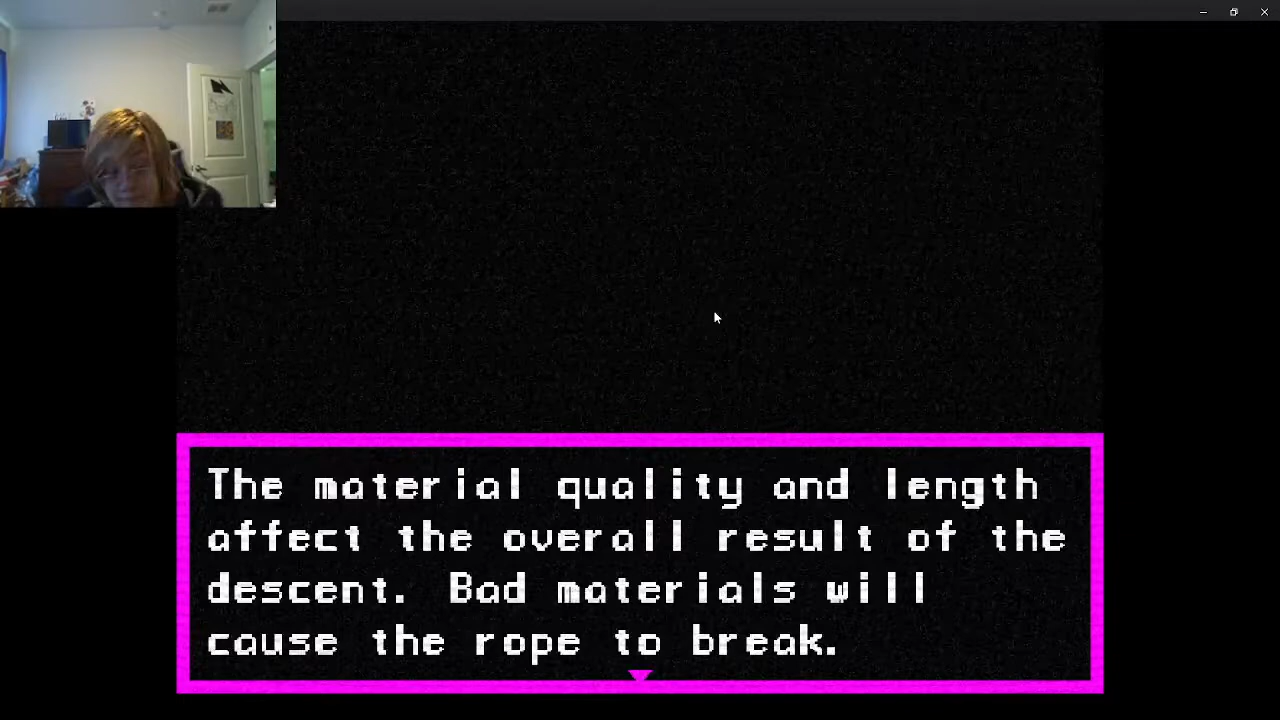 The material quality and length
affect the overall result of the
descent. Bad materials will
cause the rope to break.